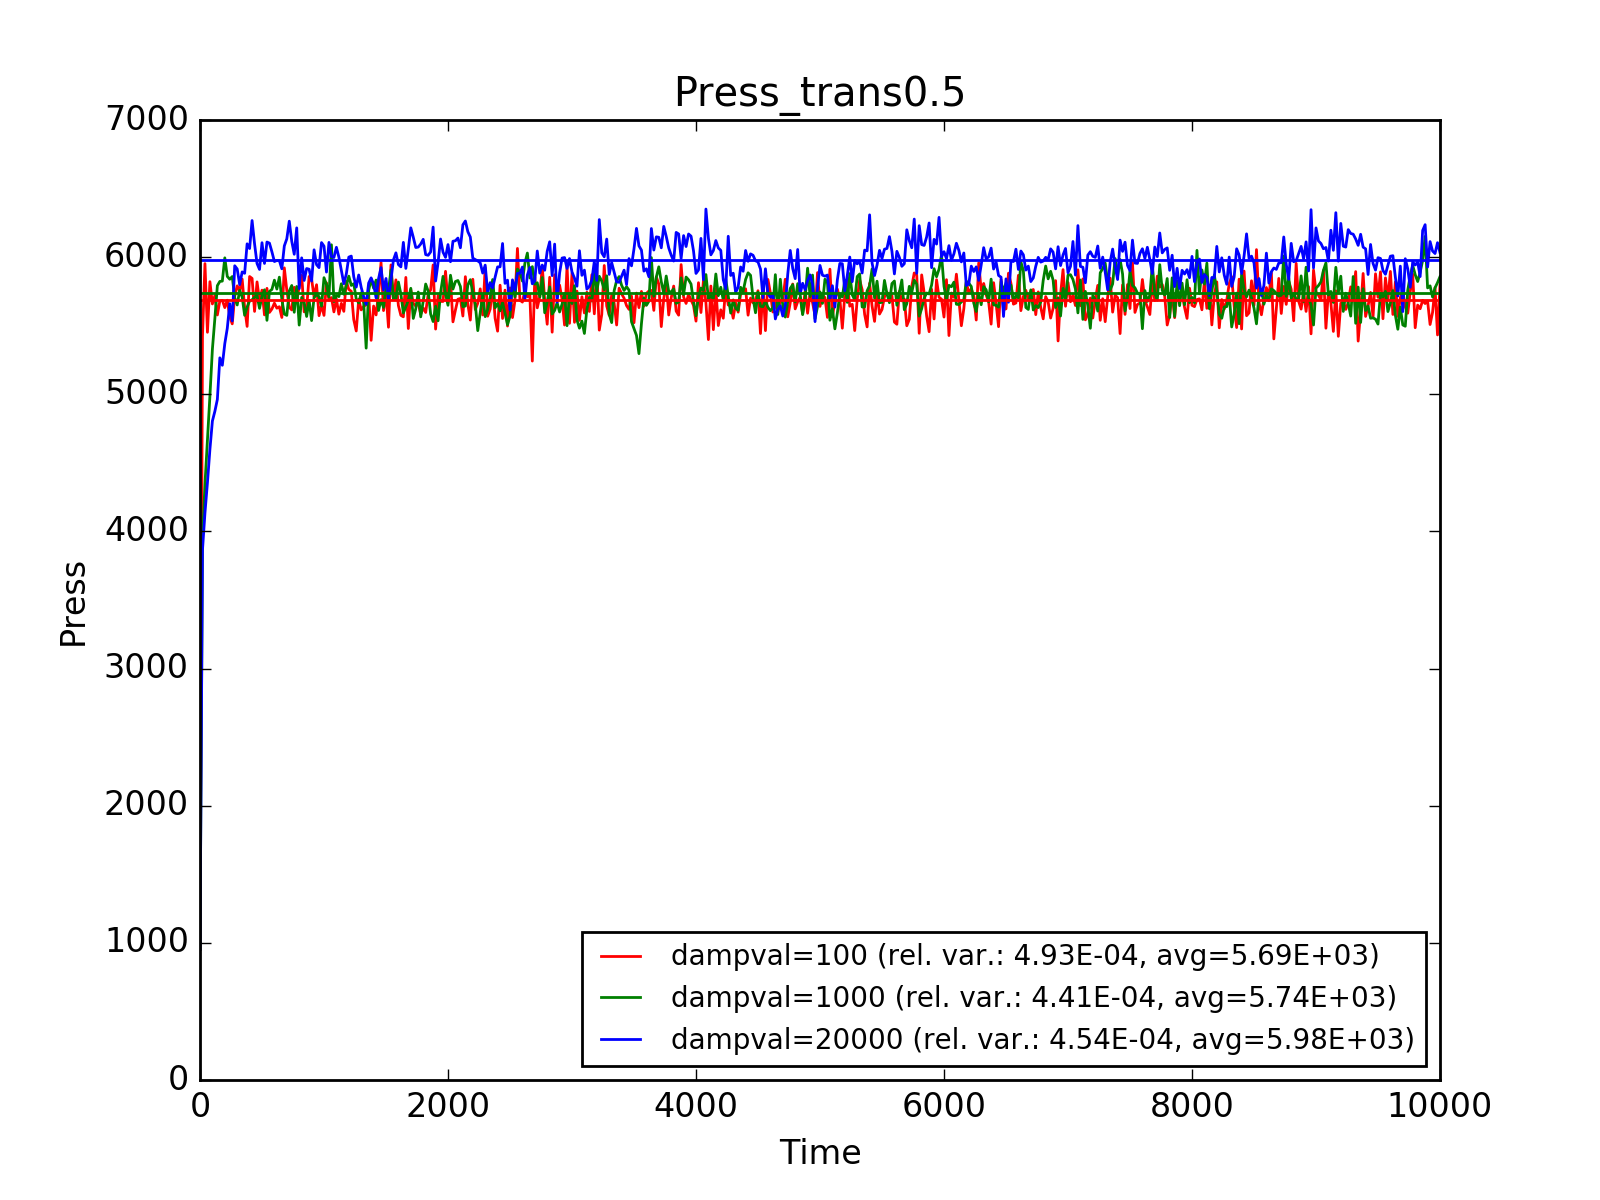 Press_trans0.5
7000
6000
5000
4000
3000
2000
1000
0
Press
dampval=100 (rel. var.: 4.93E-04, avg=5.69E+03)
dampval=1000 (rel. var.: 4.41E-04, avg=5.74E+03)
dampval=20000 (rel. var.: 4.54E-04, avg=5.98E+03)
0 2000 4000 6000 8000 10000
Time